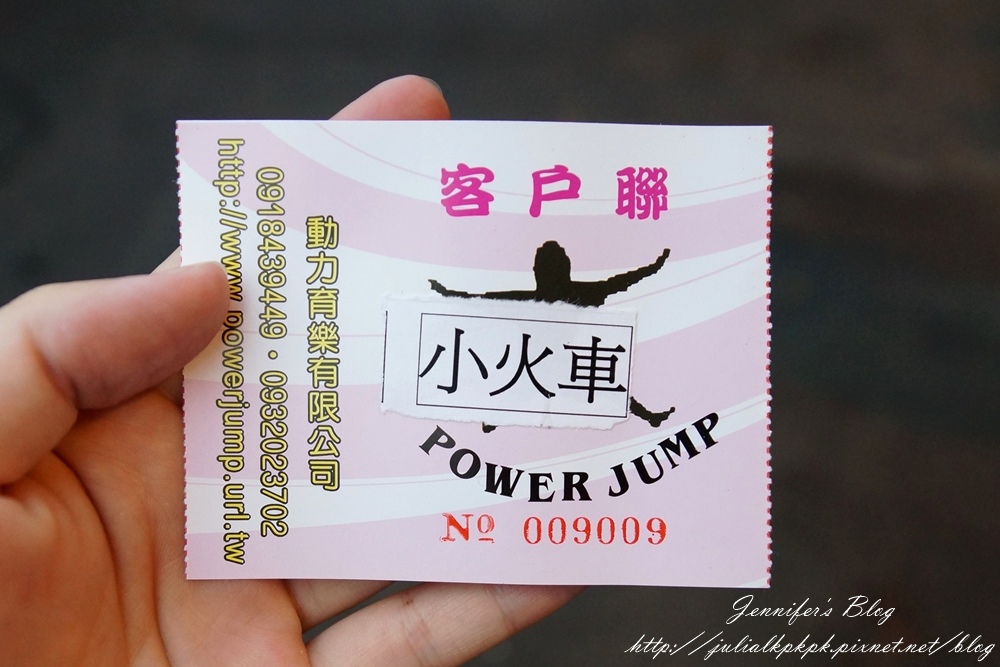 客戶聯
小火車
POWER JUMP
No 009009
動力育樂有限公司
0918439449·0932023702
http://www.powerjump.url.tw
Jennifer's Blog
http://julialkpkpk.pixnet.net/blog